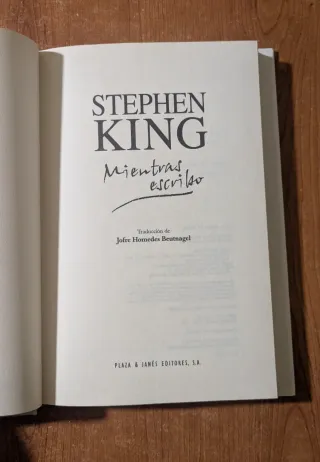 STEPHEN
KING
Mientras
escribo
Traducción de
Jofre Homedes Beutnagel
PLAZA & JANÉS EDITORES, S.A.